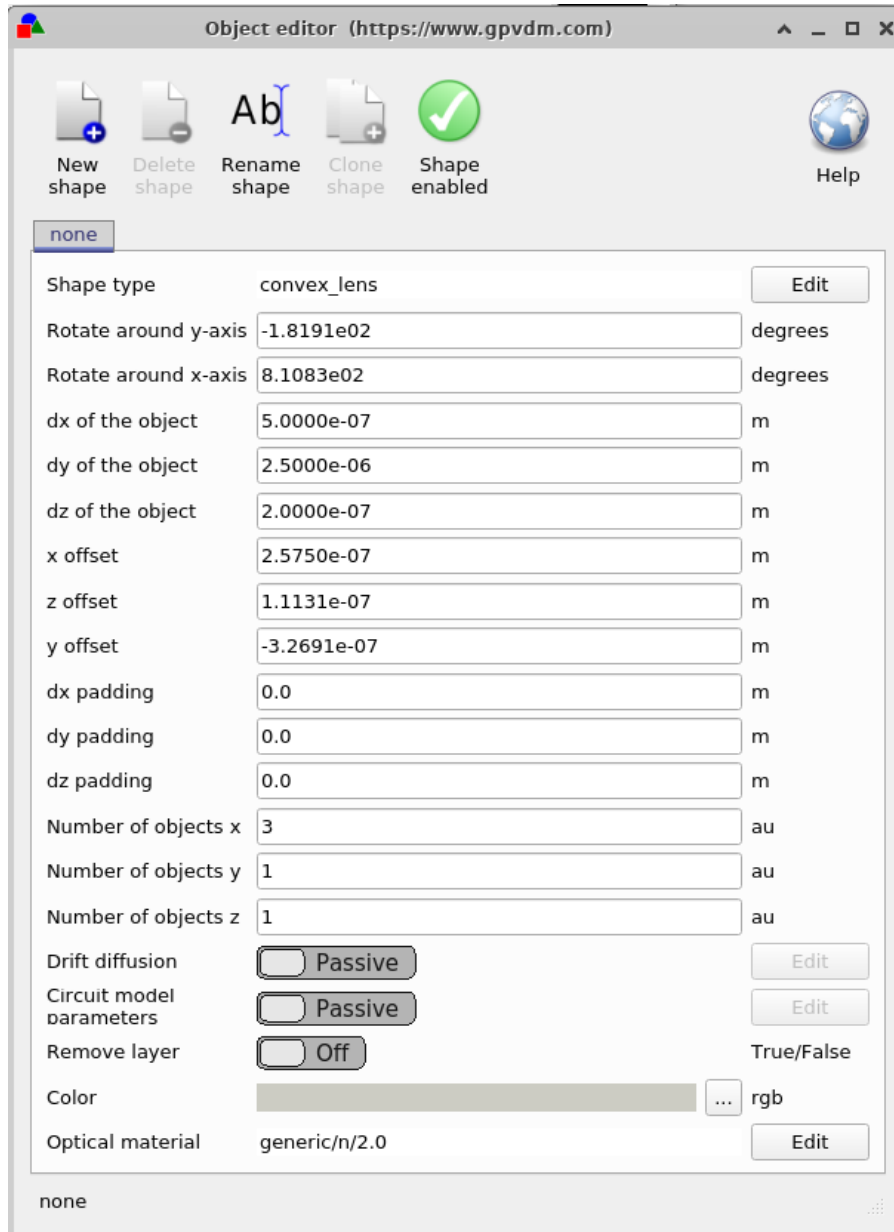 Object editor (https://www.gpvdm.com)
Ab
New shape
Delete shape
Rename shape
Clone shape
Shape enabled
Help
none
Shape type convex_lens Edit
Rotate around y-axis -1.8191e02 degrees
Rotate around x-axis 8.1083e02 degrees
dx of the object 5.0000e-07 m
dy of the object 2.5000e-06 m
dz of the object 2.0000e-07 m
x offset 2.5750e-07 m
z offset 1.1131e-07 m
y offset -3.2691e-07 m
dx padding 0.0 m
dy padding 0.0 m
dz padding 0.0 m
Number of objects x 3 au
Number of objects y 1 au
Number of objects z 1 au
Drift diffusion Passive Edit
Circuit model parameters Passive Edit
Remove layer Off True/False
Color ... rgb
Optical material generic/n/2.0 Edit
none